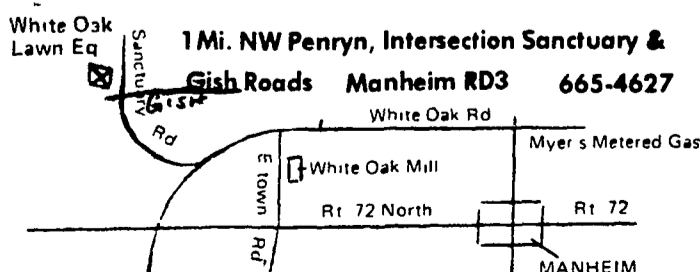 White Oak
Lawn Eq
Sanctuary
Rd
Gish
1 Mi. NW Penryn, Intersection Sanctuary &
Gish Roads Manheim RD3 665-4627
White Oak Rd
Myer s Metered Gas
E town Rd
White Oak Mill
Rt 72 North
Rt 72
MANHEIM